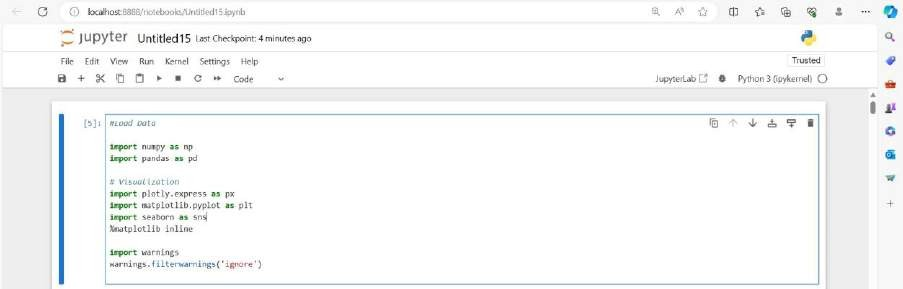 localhost:8888/notebooks/Untitled15.ipynb
jupyter Untitled15 Last Checkpoint: 4 minutes ago
File Edit View Run Kernel Settings Help
Trusted
Code
JupyterLab
Python 3 (ipykernel)
[5]: #Load Data
import numpy as np
import pandas as pd
# Visualization
import plotly.express as px
import matplotlib.pyplot as plt
import seaborn as sns
%matplotlib inline
import warnings
warnings.filterwarnings('ignore')